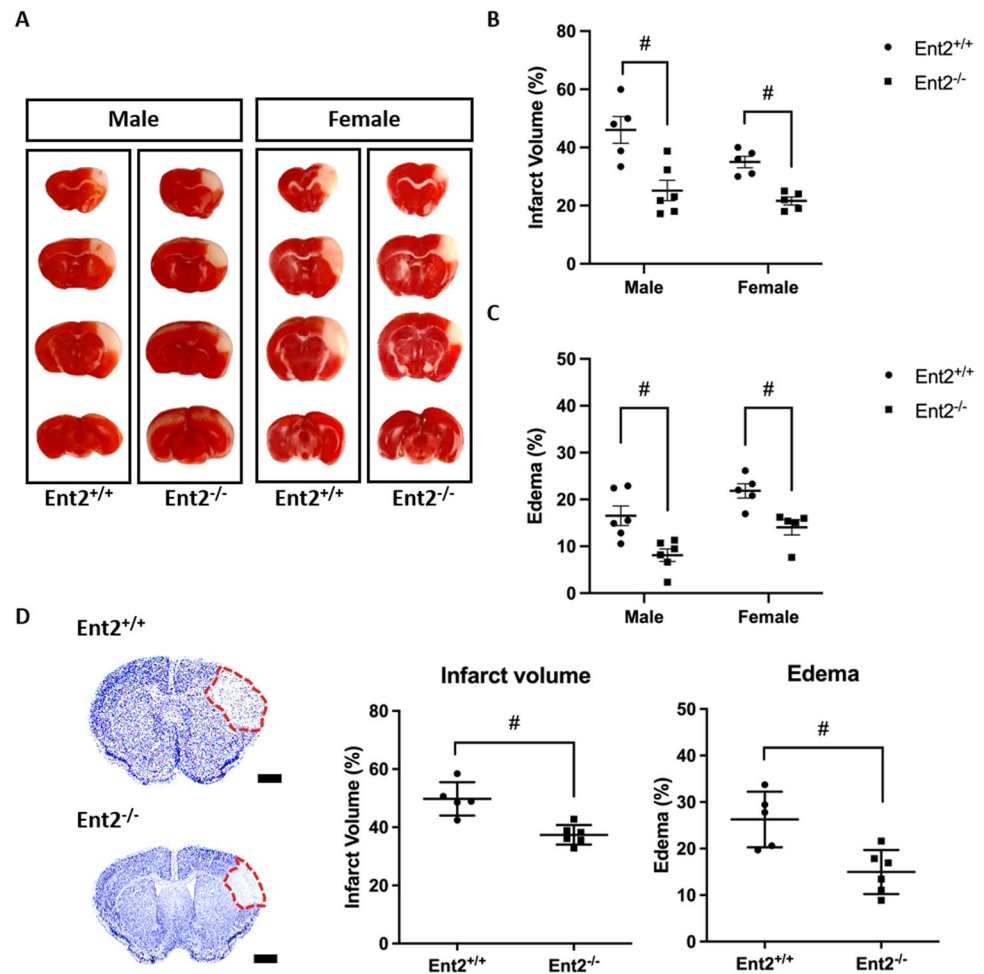 A
Male
Female
Ent2+/+
Ent2-/-
Ent2+/+
Ent2-/-
B
Infarct Volume (%)
80
60
40
20
0
#
#
Male
Female
Ent2+/+
Ent2-/-
C
Edema (%)
50
40
30
20
10
0
#
#
Male
Female
Ent2+/+
Ent2-/-
D
Ent2+/+
Ent2-/-
Infarct volume
Infarct Volume (%)
80
60
40
20
0
#
Ent2+/+
Ent2-/-
Edema
Edema (%)
50
40
30
20
10
0
#
Ent2+/+
Ent2-/-